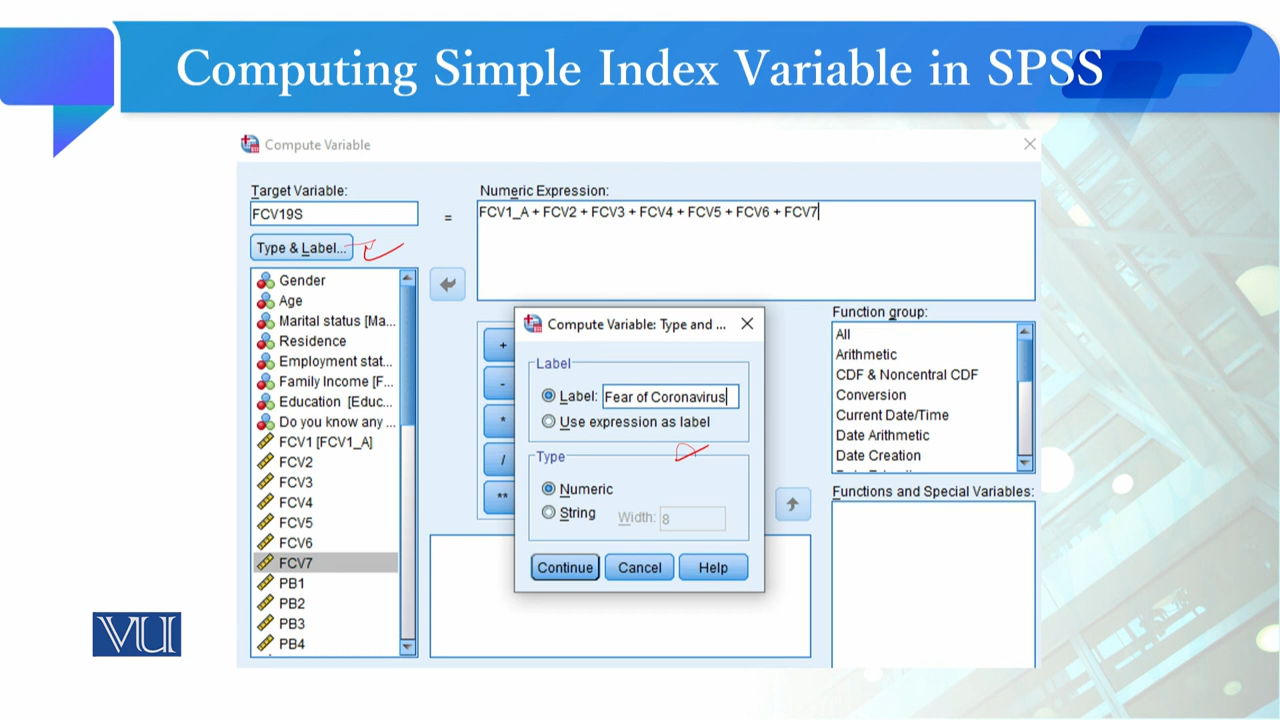 Computing Simple Index Variable in SPSS
Compute Variable
Target Variable:
FCV19S
=
Numeric Expression:
FCV1_A + FCV2 + FCV3 + FCV4 + FCV5 + FCV6 + FCV7
Type & Label...
Gender
Age
Marital status [Ma...
Residence
Employment stat...
Family Income [F...
Education [Educ...
Do you know any ...
FCV1 [FCV1_A]
FCV2
FCV3
FCV4
FCV5
FCV6
FCV7
PB1
PB2
PB3
PB4
+
-
*
/
**
Compute Variable: Type and ...
Label
Label: Fear of Coronavirus
Use expression as label
Type
Numeric
String
Width: 8
Continue Cancel Help
Function group:
All
Arithmetic
CDF & Noncentral CDF
Conversion
Current Date/Time
Date Arithmetic
Date Creation
Functions and Special Variables:
VU